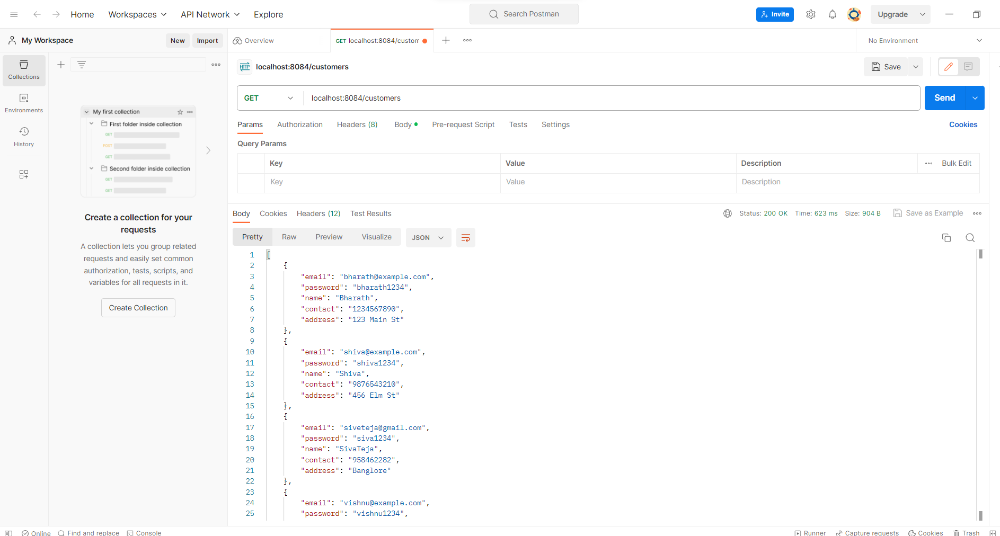 Home Workspaces API Network Explore Search Postman Invite Upgrade
My Workspace New Import Overview GET localhost:8084/custom No Environment
Collections
Environments
History
My first collection
First folder inside collection
GET
POST
GET
Second folder inside collection
GET
GET
Create a collection for your
requests
A collection lets you group related
requests and easily set common
authorization, tests, scripts, and
variables for all requests in it.
Create Collection
HTTP localhost:8084/customers Save
GET localhost:8084/customers Send
Params Authorization Headers (8) Body Pre-request Script Tests Settings Cookies
Query Params
Key Value Description Bulk Edit
Key Value Description
Body Cookies Headers (12) Test Results Status: 200 OK Time: 623 ms Size: 904 B Save as Example
Pretty Raw Preview Visualize JSON
1 [
2 {
3 "email": "bharath@example.com",
4 "password": "bharath1234",
5 "name": "Bharath",
6 "contact": "1234567890",
7 "address": "123 Main St"
8 },
9 {
10 "email": "shiva@example.com",
11 "password": "shiva1234",
12 "name": "Shiva",
13 "contact": "9876543210",
14 "address": "456 Elm St"
15 },
16 {
17 "email": "siveteja@gmail.com",
18 "password": "siva1234",
19 "name": "SivaTeja",
20 "contact": "958462282",
21 "address": "Banglore"
22 },
23 {
24 "email": "vishnu@example.com",
25 "password": "vishnu1234",
Online Find and replace Console Runner Capture requests Cookies Trash